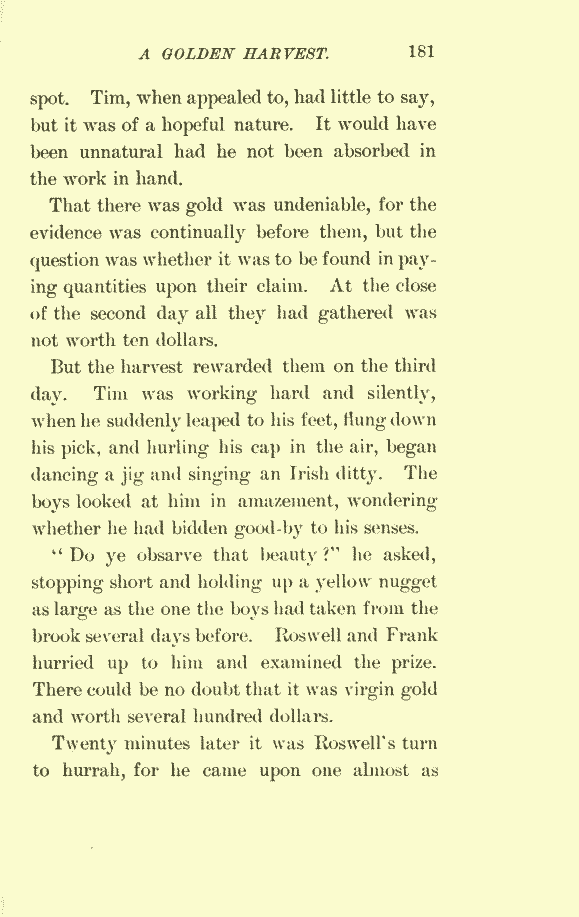 A GOLDEN HARVEST. 181
spot. Tim, when appealed to, had little to say,
but it was of a hopeful nature. It would have
been unnatural had he not been absorbed in
the work in hand.
That there was gold was undeniable, for the
evidence was continually before them, but the
question was whether it was to be found in pay-
ing quantities upon their claim. At the close
of the second day all they had gathered was
not worth ten dollars.
But the harvest rewarded them on the third
day. Tim was working hard and silently,
when he suddenly leaped to his feet, flung down
his pick, and hurling his cap in the air, began
dancing a jig and singing an Irish ditty. The
boys looked at him in amazement, wondering
whether he had bidden good-by to his senses.
" Do ye obsarve that beauty ?" he asked,
stopping short and holding up a yellow nugget
as large as the one the boys had taken from the
brook several days before. Roswell and Frank
hurried up to him and examined the prize.
There could be no doubt that it was virgin gold
and worth several hundred dollars.
Twenty minutes later it was Roswell's turn
to hurrah, for he came upon one almost as